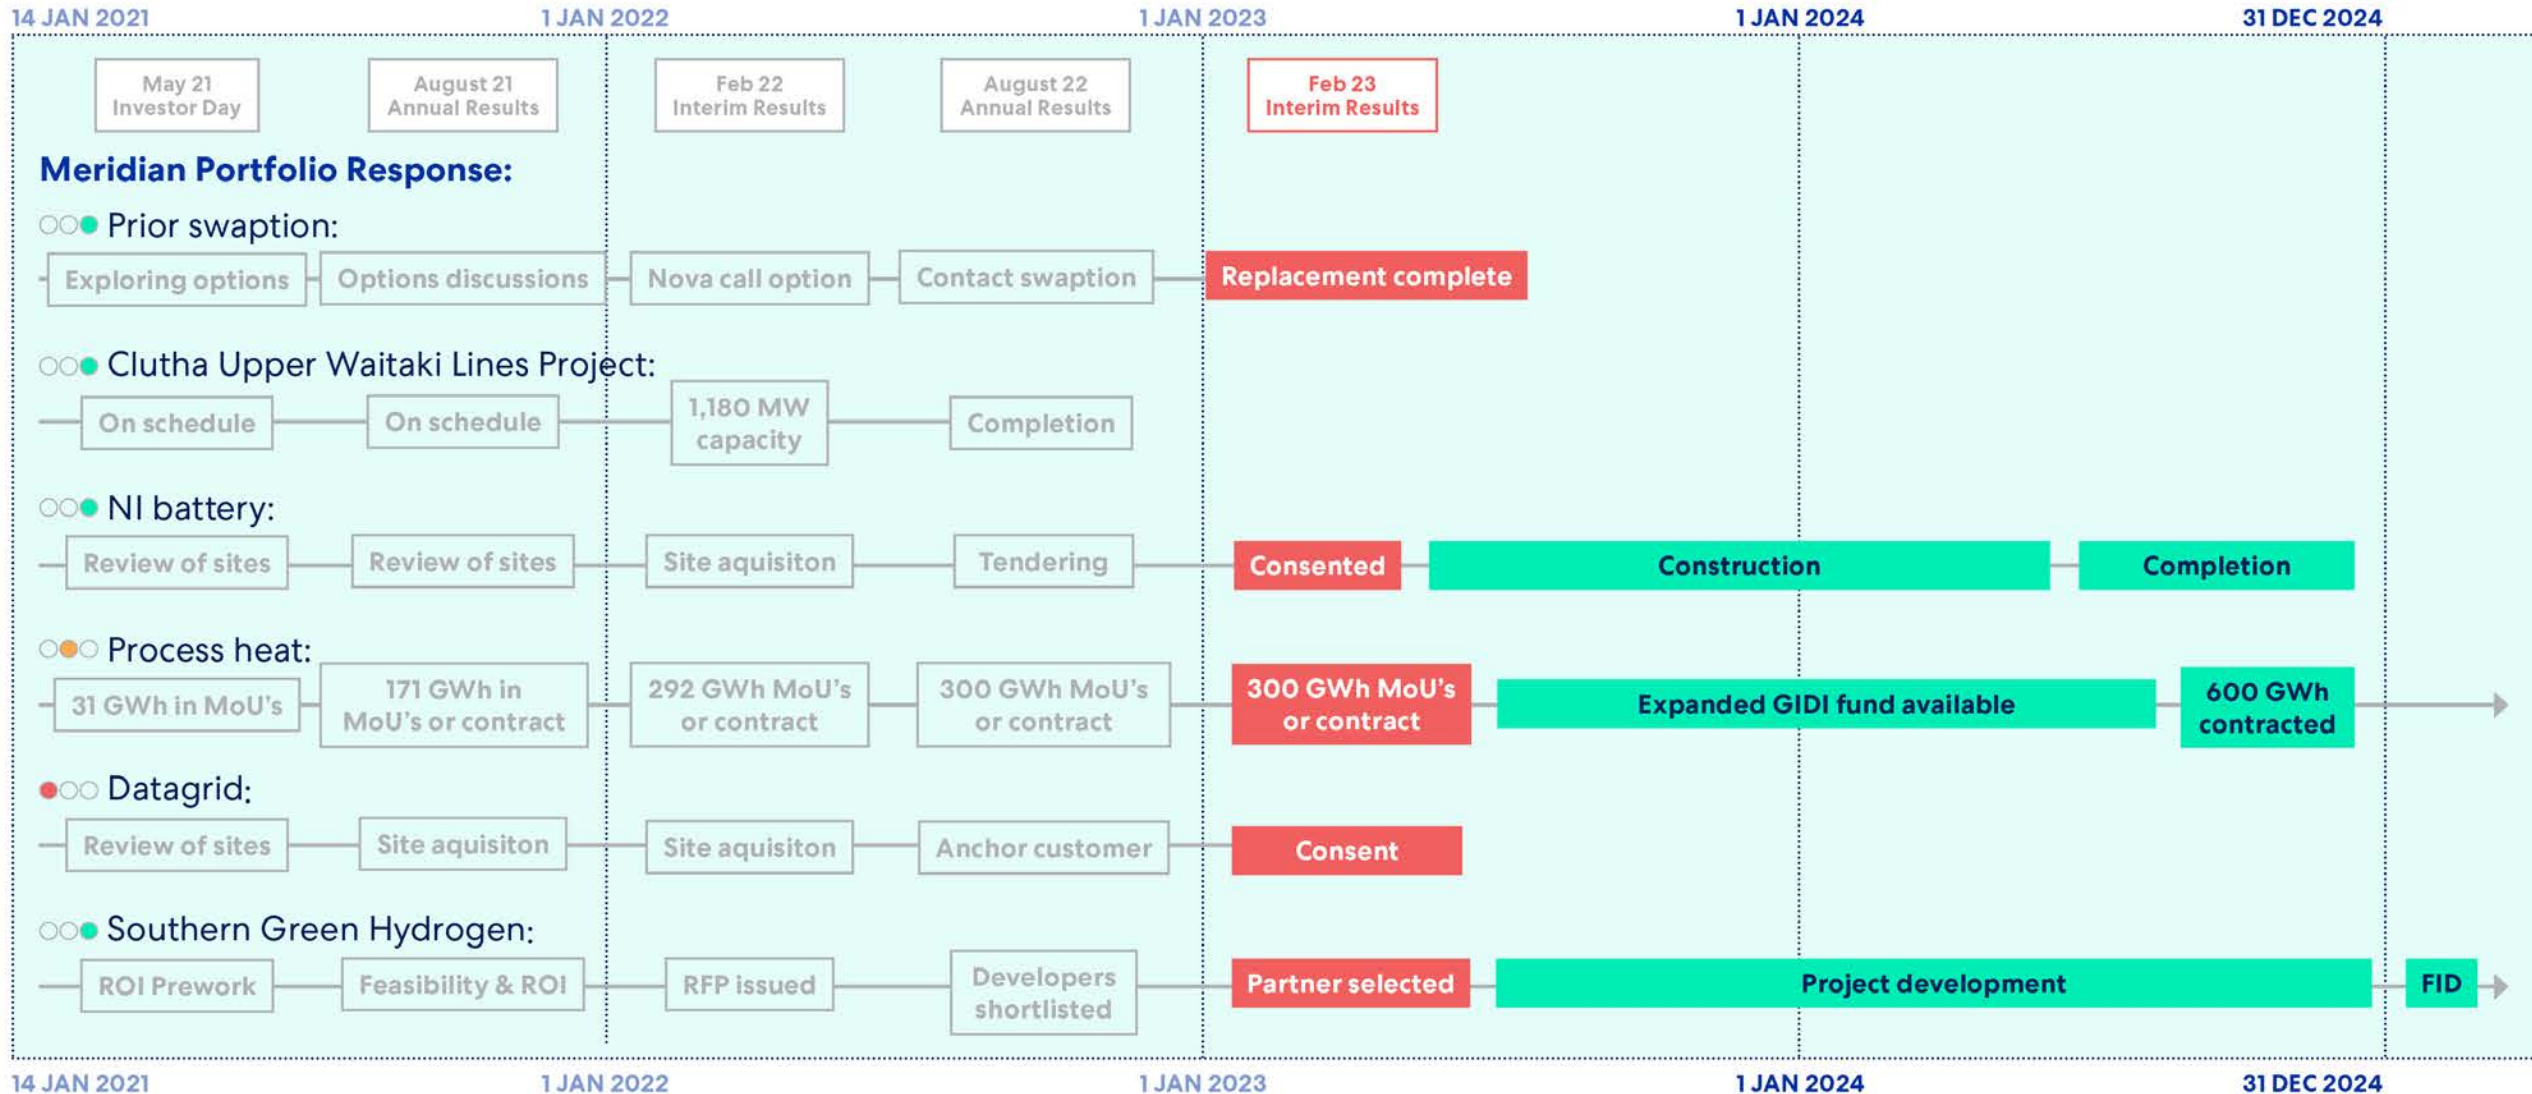 14 JAN 2021
1 JAN 2022
1 JAN 2023
1 JAN 2024
31 DEC 2024
May 21
Investor Day
August 21
Annual Results
Feb 22
Interim Results
August 22
Annual Results
Feb 23
Interim Results
Meridian Portfolio Response:
Prior swaption:
Exploring options
Options discussions
Nova call option
Contact swaption
Replacement complete
Clutha Upper Waitaki Lines Project:
On schedule
On schedule
1,180 MW
capacity
Completion
NI battery:
Review of sites
Review of sites
Site aquisiton
Tendering
Consented
Construction
Completion
Process heat:
31 GWh in MoU's
171 GWh in
MoU's or contract
292 GWh MoU's
or contract
300 GWh MoU's
or contract
300 GWh MoU's
or contract
Expanded GIDI fund available
600 GWh
contracted
Datagrid:
Review of sites
Site aquisiton
Site aquisiton
Anchor customer
Consent
Southern Green Hydrogen:
ROI Prework
Feasibility & ROI
RFP issued
Developers
shortlisted
Partner selected
Project development
FID
14 JAN 2021
1 JAN 2022
1 JAN 2023
1 JAN 2024
31 DEC 2024